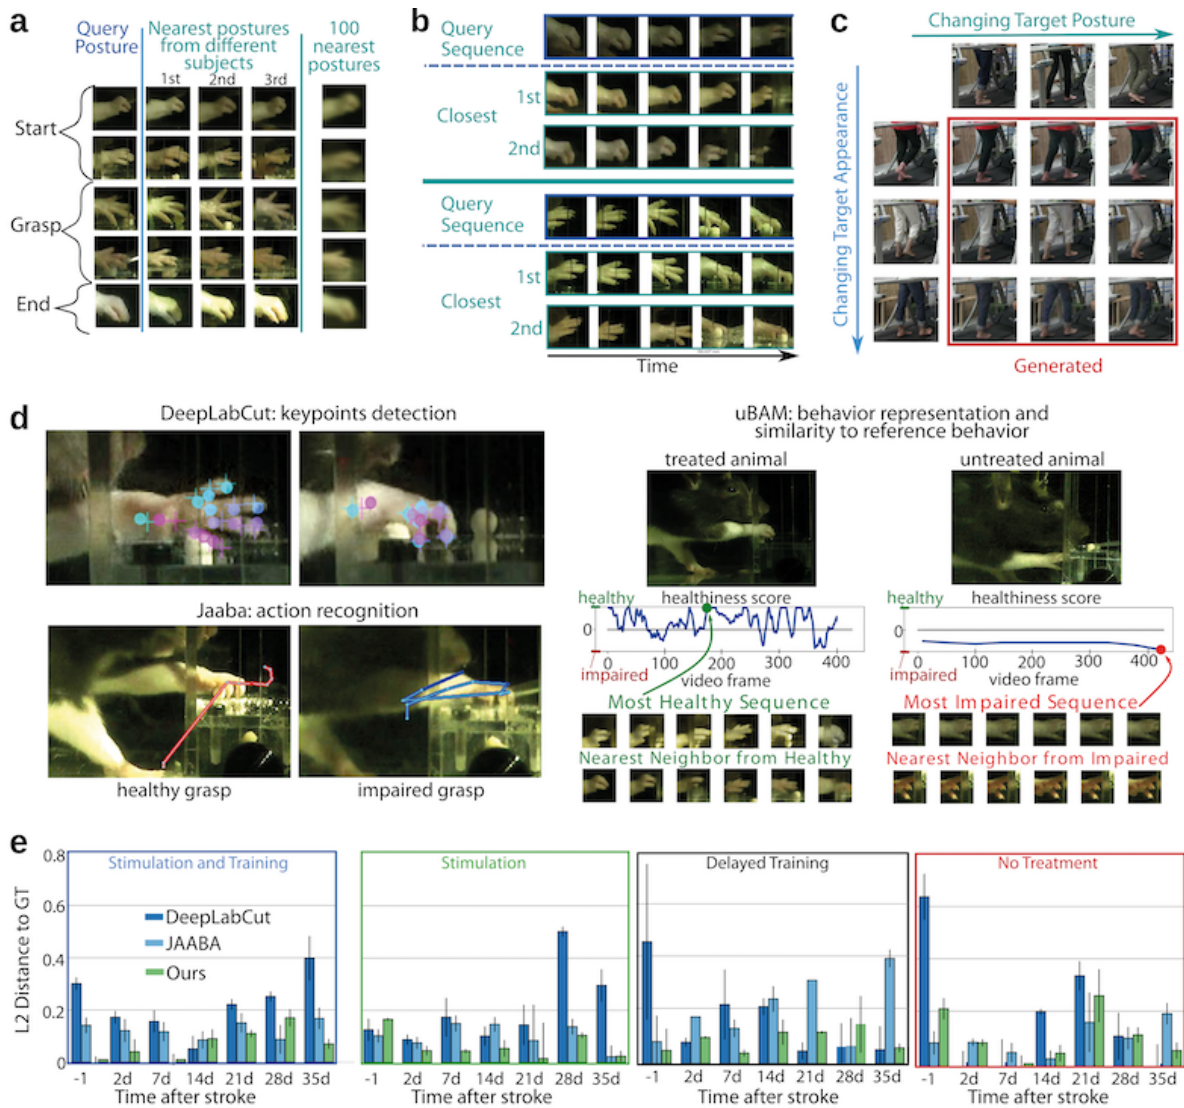 a
Query
Posture
Nearest postures
from different
subjects
1st 2nd 3rd
100
nearest
postures
Start
Grasp
End
b
Query
Sequence
1st
Closest
2nd
Query
Sequence
1st
Closest
2nd
Time
c
Changing Target Posture
Changing Target Appearance
Generated
d
DeepLabCut: keypoints detection
Jaaba: action recognition
healthy grasp
impaired grasp
uBAM: behavior representation and
similarity to reference behavior
treated animal
untreated animal
healthy
healthiness score
0
impaired
0 100 200 300 400
video frame
Most Healthy Sequence
Nearest Neighbor from Healthy
healthy
healthiness score
0
impaired
0 100 200 300 400
video frame
Most Impaired Sequence
Nearest Neighbor from Impaired
e
L2 Distance to GT
0.8
0.6
0.4
0.2
0
Stimulation and Training
DeepLabCut
JAABA
Ours
-1 2d 7d 14d 21d 28d 35d
Time after stroke
Stimulation
-1 2d 7d 14d 21d 28d 35d
Time after stroke
Delayed Training
-1 2d 7d 14d 21d 28d 35d
Time after stroke
No Treatment
-1 2d 7d 14d 21d 28d 35d
Time after stroke